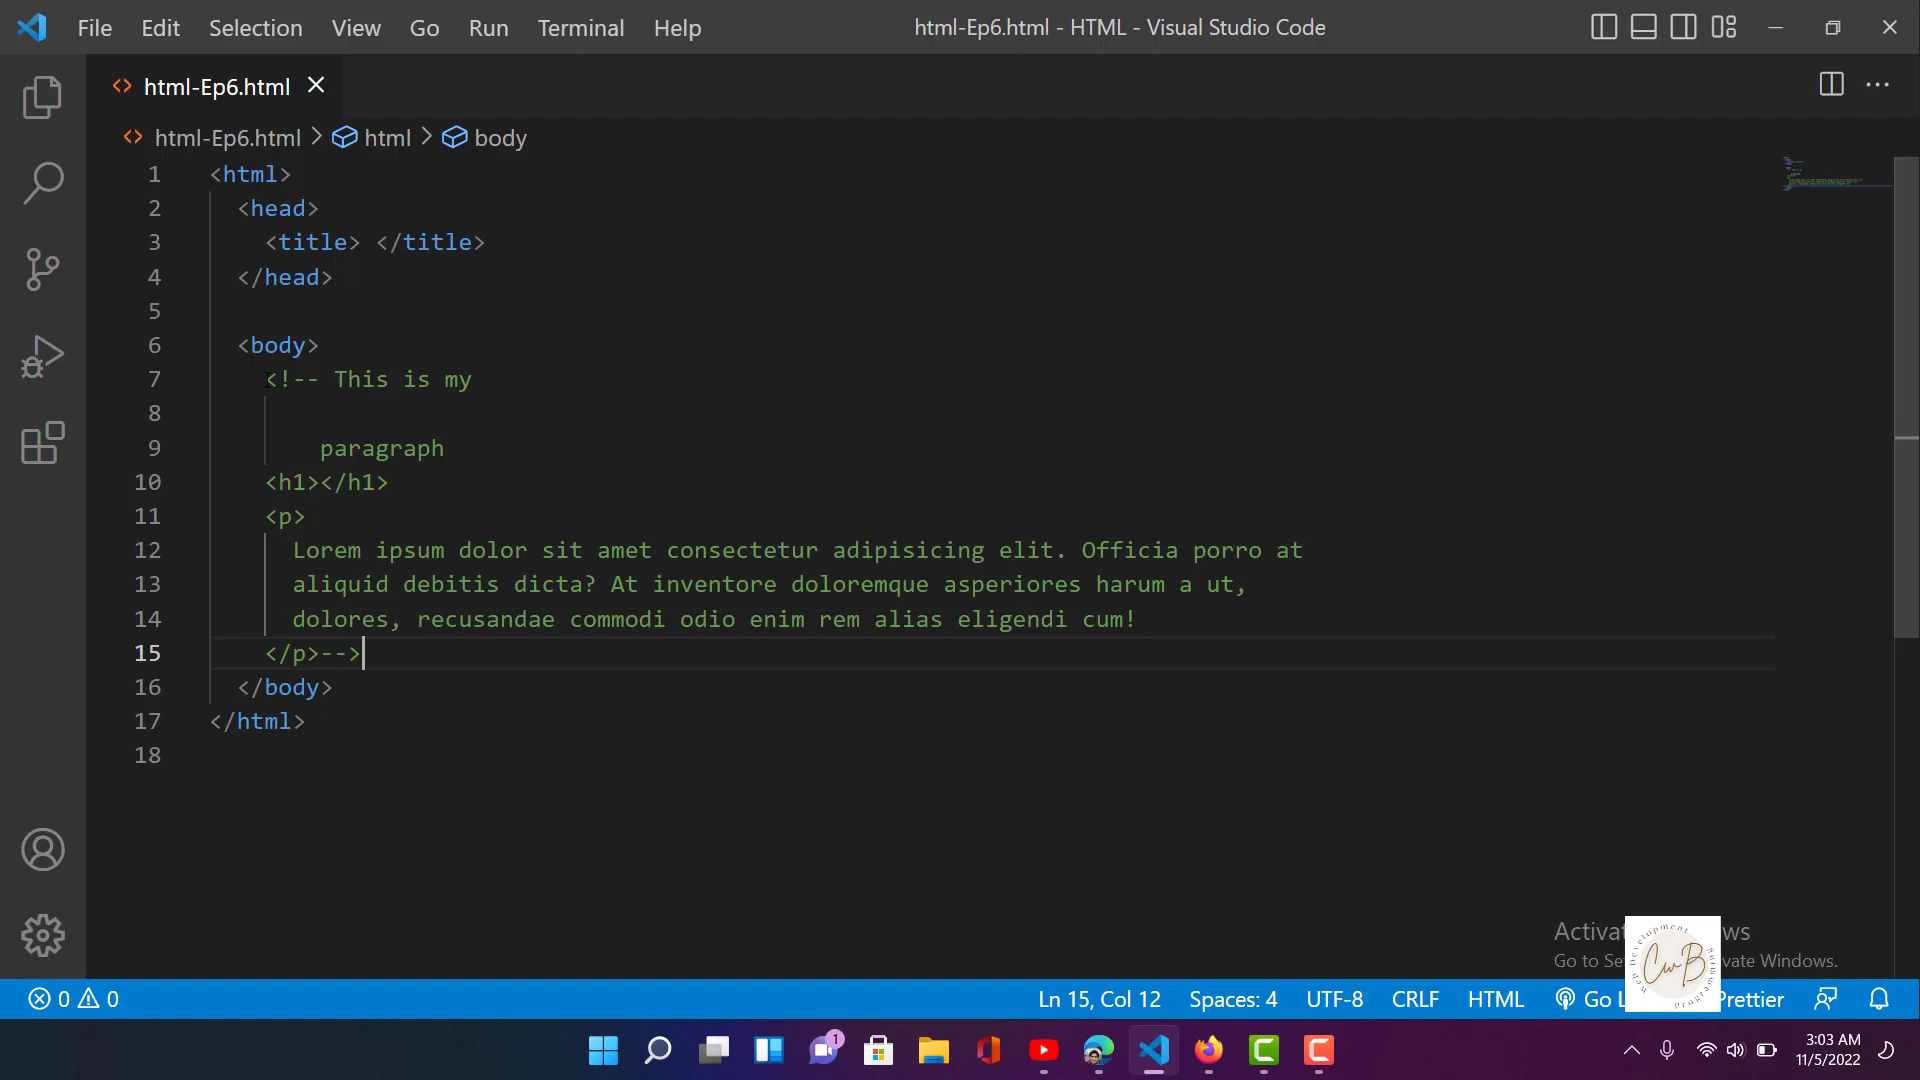 File Edit Selection View Go Run Terminal Help html-Ep6.html - HTML - Visual Studio Code
html-Ep6.html
html-Ep6.html > html > body
1 <html>
2 <head>
3 <title> </title>
4 </head>
5
6 <body>
7 <!-- This is my
8
9 paragraph
10 <h1></h1>
11 <p>
12 Lorem ipsum dolor sit amet consectetur adipisicing elit. Officia porro at
13 aliquid debitis dicta? At inventore doloremque asperiores harum a ut,
14 dolores, recusandae commodi odio enim rem alias eligendi cum!
15 </p>-->
16 </body>
17 </html>
18
Activa ws
Go to Se vate Windows.
Web Development
CwB
programming
0 0 Ln 15, Col 12 Spaces: 4 UTF-8 CRLF HTML Go L Prettier
1
3:03 AM
11/5/2022